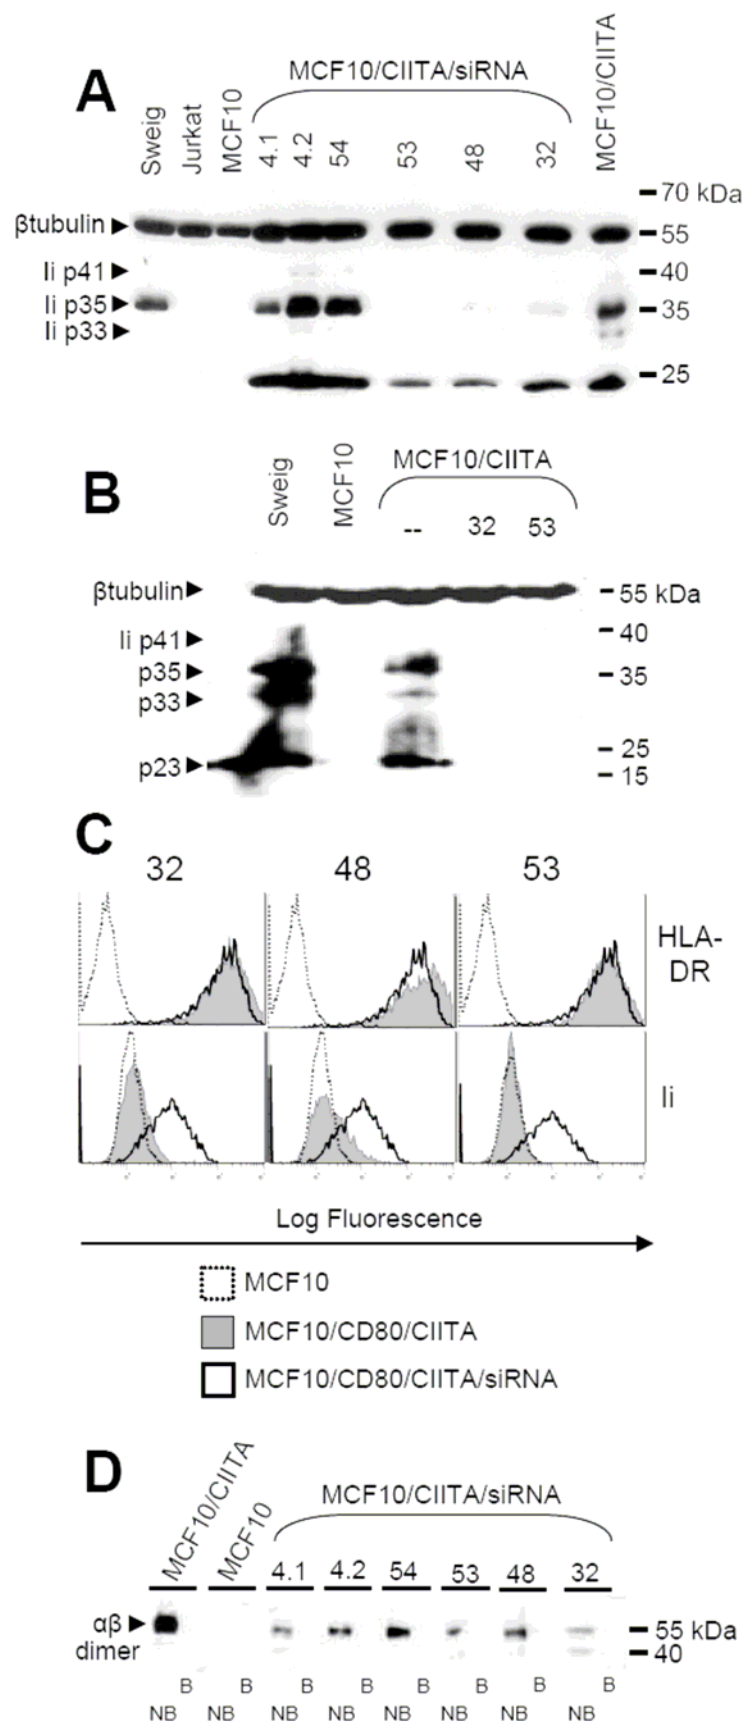 A
MCF10/CIITA/siRNA
Sweig
Jurkat
MCF10
4.1
4.2
54
53
48
32
MCF10/CIITA
70 kDa
βtubulin
55
Ii p41
40
Ii p35
35
Ii p33
25
B
Sweig
MCF10
MCF10/CIITA
--
32
53
βtubulin
55 kDa
Ii p41
40
p35
35
p33
25
p23
15
C
32
48
53
HLA-
DR
Ii
Log Fluorescence
MCF10
MCF10/CD80/CIITA
MCF10/CD80/CIITA/siRNA
D
MCF10/CIITA
MCF10
MCF10/CIITA/siRNA
4.1
4.2
54
53
48
32
αβ
dimer
55 kDa
40
B B B B B B B B
NB NB NB NB NB NB NB NB